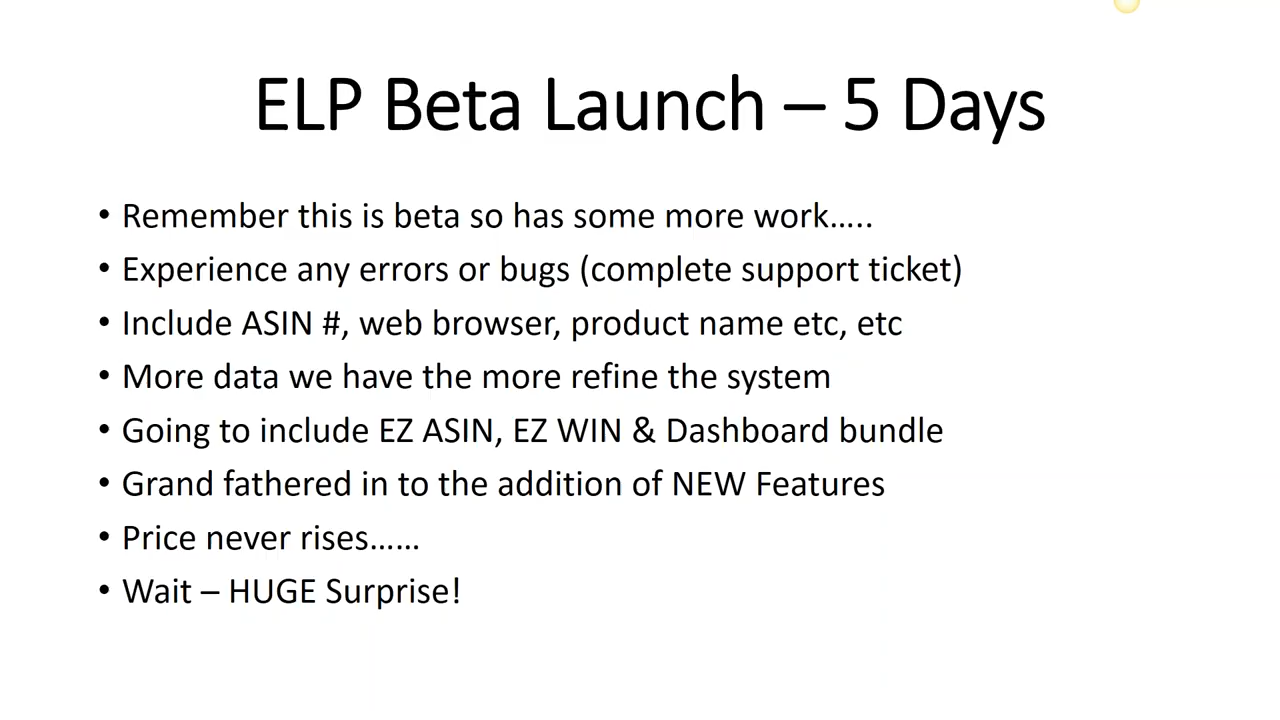 ELP Beta Launch – 5 Days
• Remember this is beta so has some more work…..
• Experience any errors or bugs (complete support ticket)
• Include ASIN #, web browser, product name etc, etc
• More data we have the more refine the system
• Going to include EZ ASIN, EZ WIN & Dashboard bundle
• Grand fathered in to the addition of NEW Features
• Price never rises……
• Wait – HUGE Surprise!